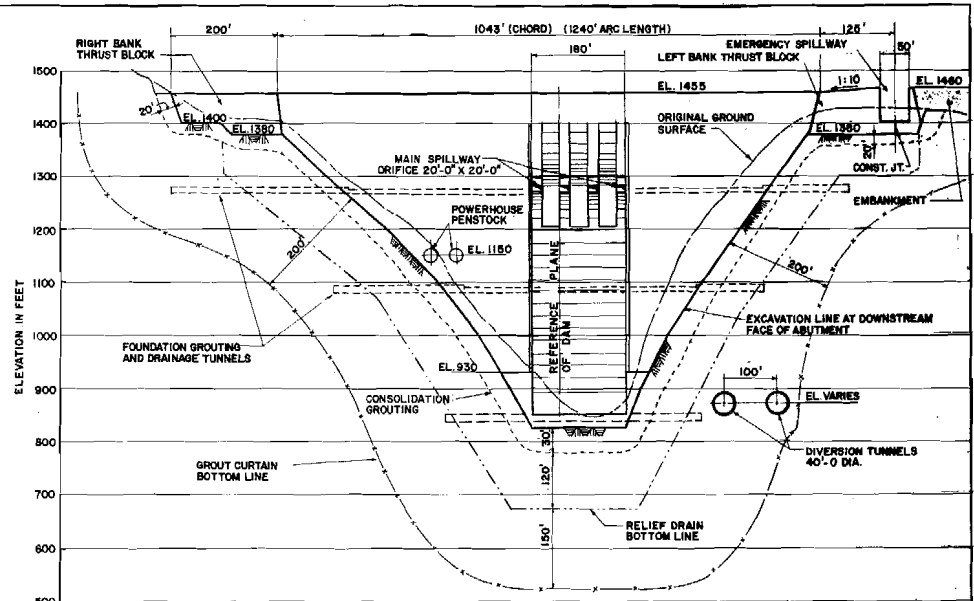 200'
1043' (CHORD) (1240' ARC LENGTH)
125'
180'
50'
RIGHT BANK
THRUST BLOCK
EMERGENCY SPILLWAY
LEFT BANK THRUST BLOCK
1:10
EL. 1460
EL. 1455
20'
EL. 1400
EL. 1380
ORIGINAL GROUND
SURFACE
EL. 1380
20'
CONST. JT.
EMBANKMENT
MAIN SPILLWAY
ORIFICE 20'-0" X 20'-0"
POWERHOUSE
PENSTOCK
EL. 1150
200'
200'
REFERENCE PLANE
OF DAM
EXCAVATION LINE AT DOWNSTREAM
FACE OF ABUTMENT
FOUNDATION GROUTING
AND DRAINAGE TUNNELS
EL. 930
CONSOLIDATION
GROUTING
100'
EL. VARIES
DIVERSION TUNNELS
40'-0 DIA.
GROUT CURTAIN
BOTTOM LINE
30'
120'
150'
RELIEF DRAIN
BOTTOM LINE
ELEVATION IN FEET
1500
1400
1300
1200
1100
1000
900
800
700
600
500